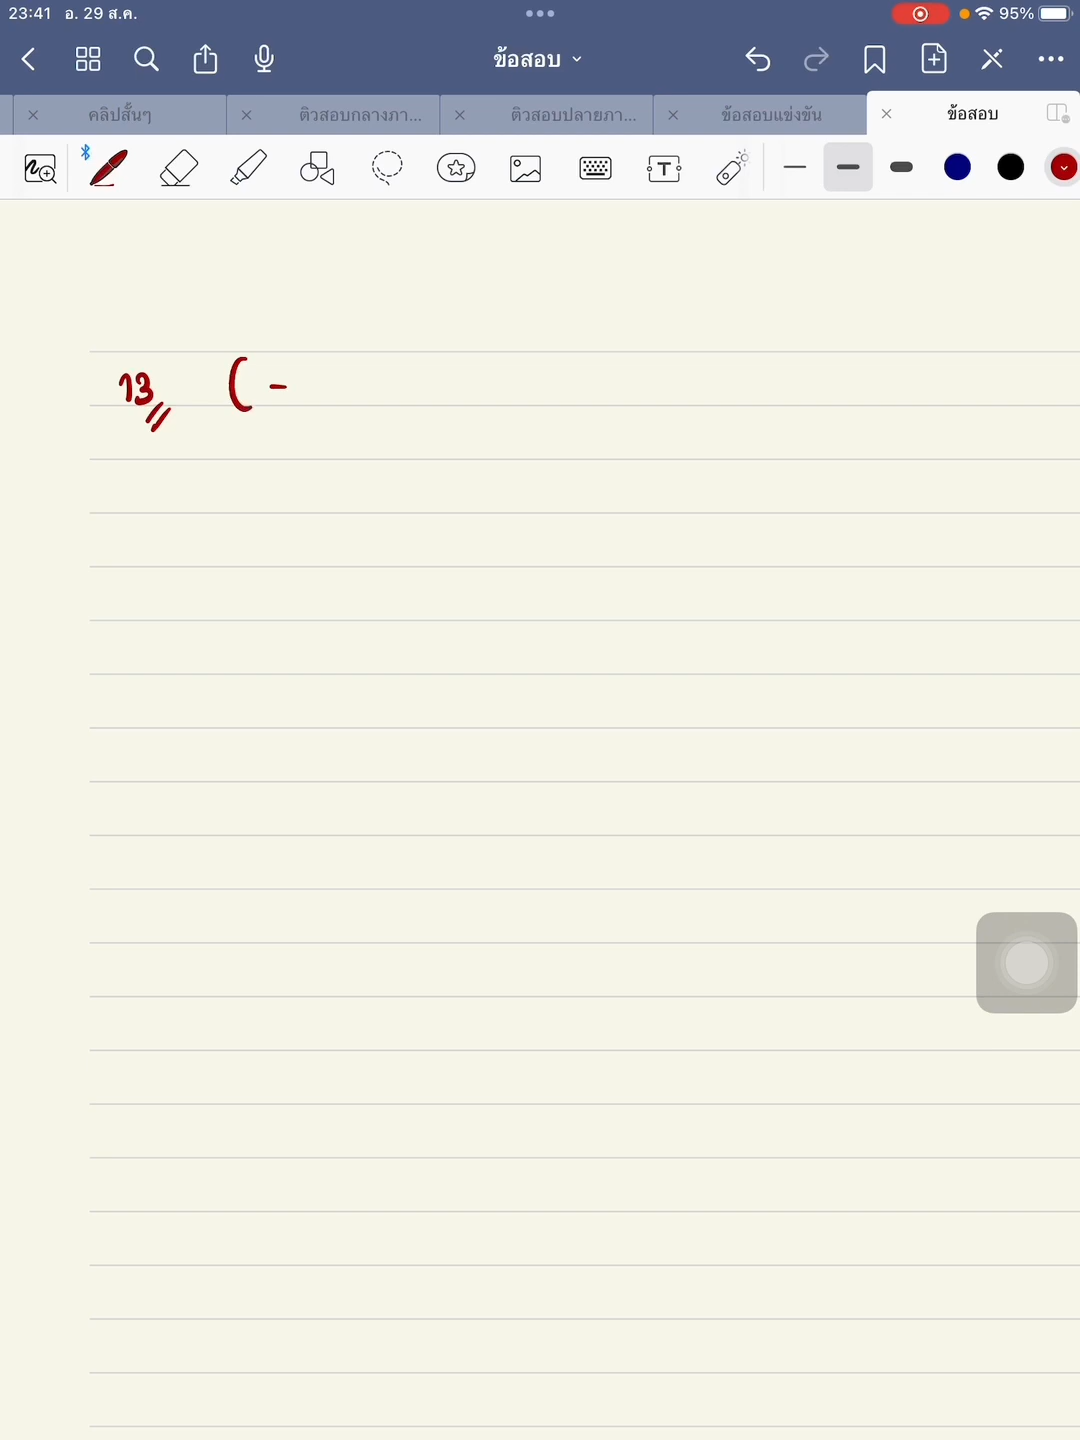 23:41 อ. 29 ส.ค. 95%
ข้อสอบ
คลิปสั้นๆ ติวสอบกลางภา... ติวสอบปลายภา... ข้อสอบแข่งขัน ข้อสอบ
T
13 ( -